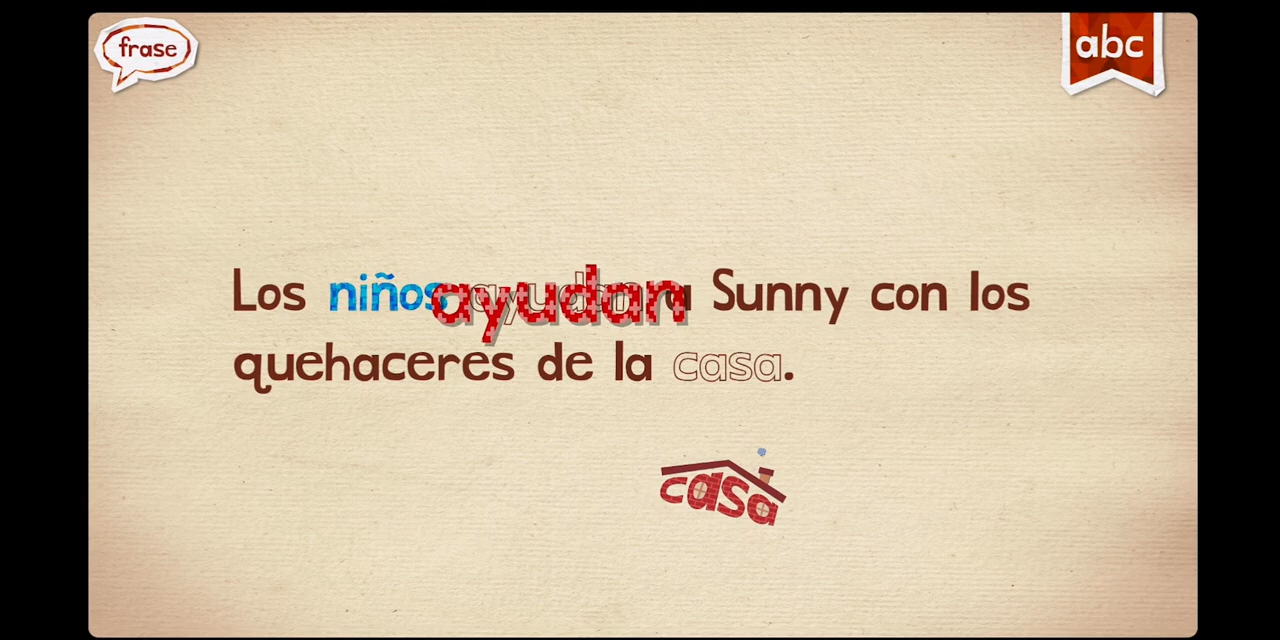 frase
abc
Los niños ayudan a Sunny con los
quehaceres de la casa.
casa